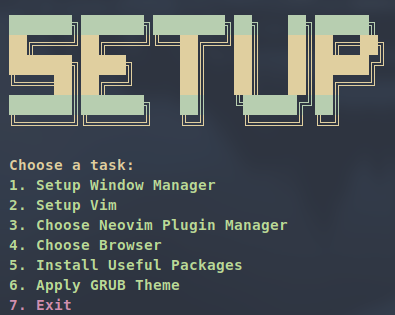 SETUP
Choose a task:
1. Setup Window Manager
2. Setup Vim
3. Choose Neovim Plugin Manager
4. Choose Browser
5. Install Useful Packages
6. Apply GRUB Theme
7. Exit